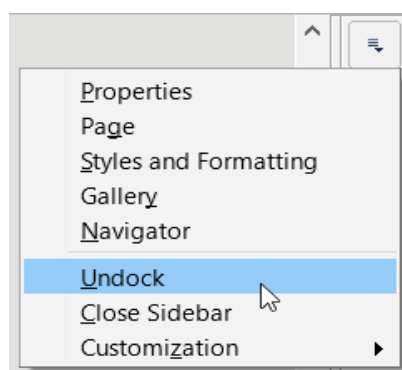 Properties
Page
Styles and Formatting
Gallery
Navigator
Undock
Close Sidebar
Customization